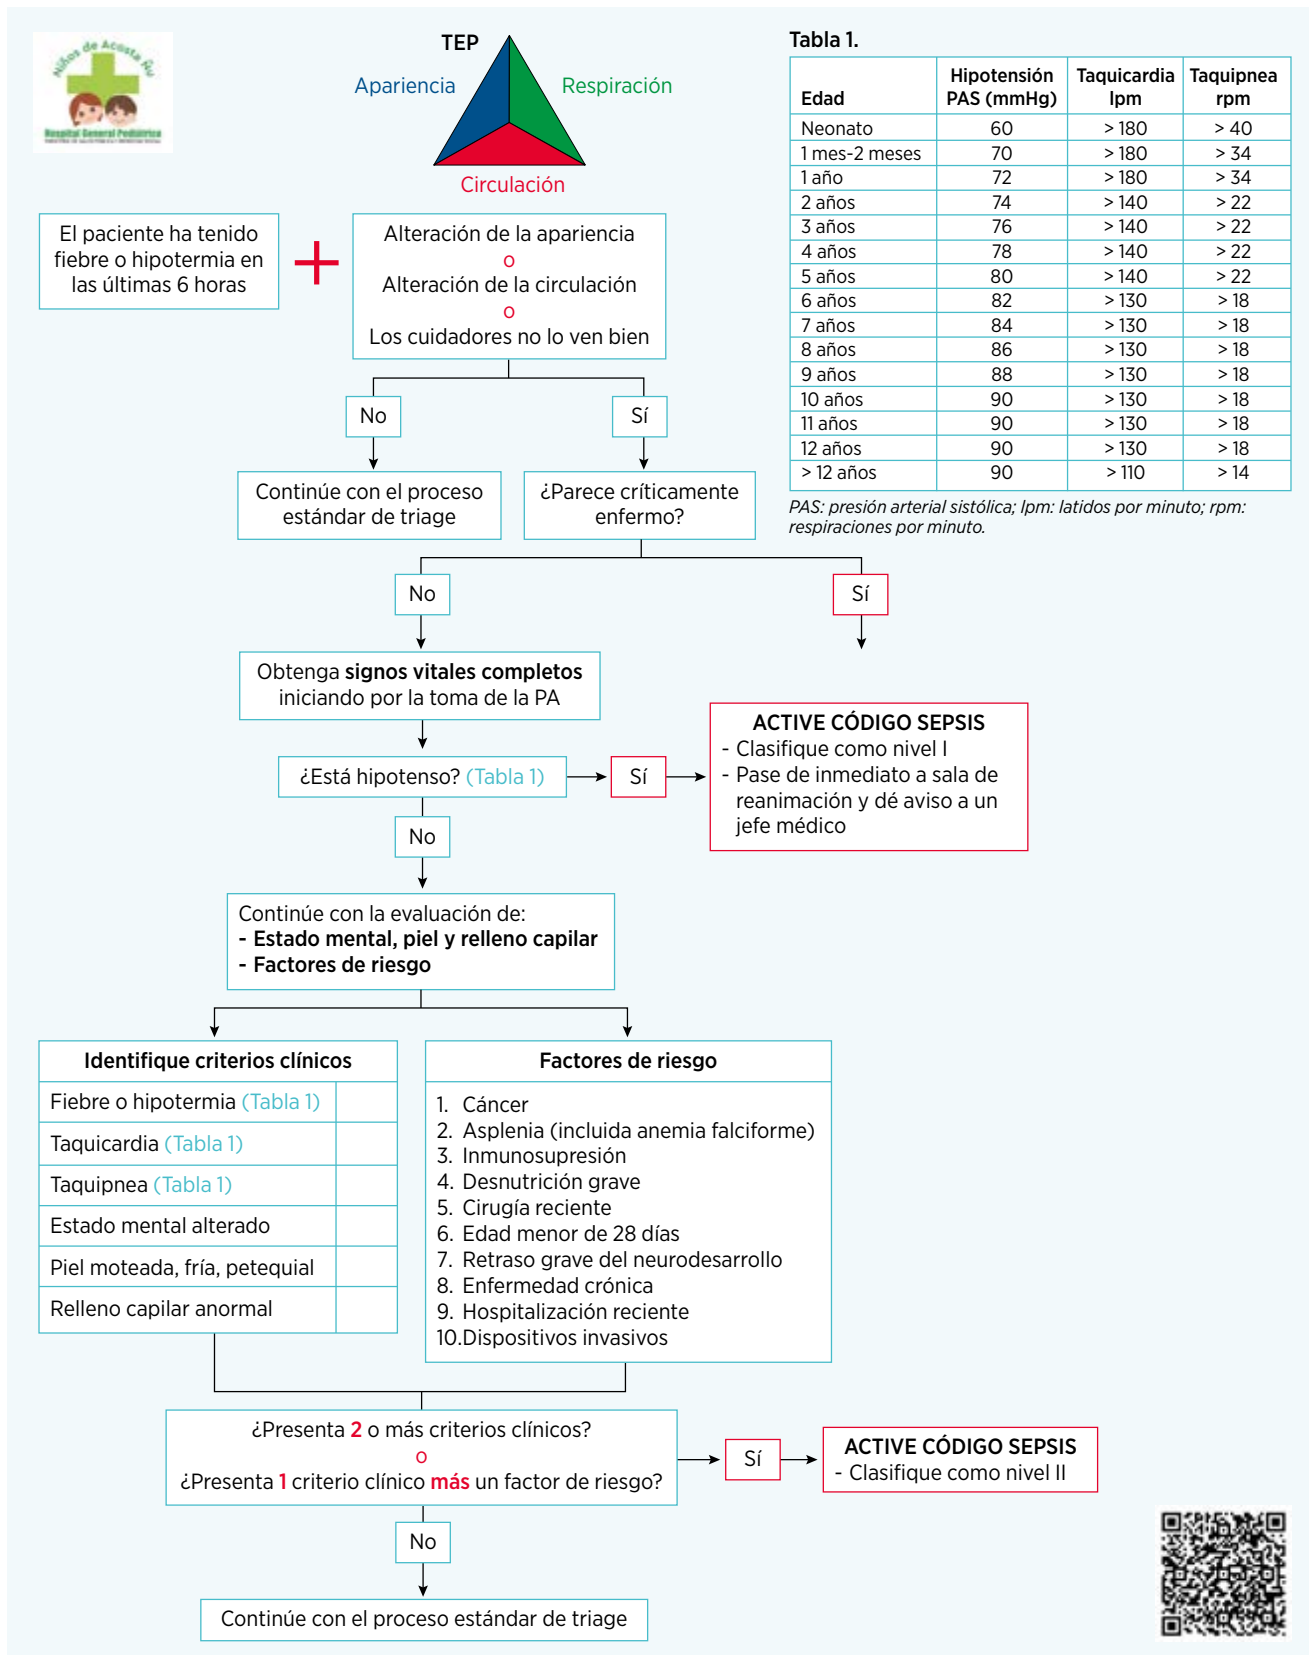 Niños de Acosta Ñu
Hospital General Pediátrico
TEP
Apariencia
Respiración
Circulación
Tabla 1.
Edad Hipotensión PAS (mmHg) Taquicardia lpm Taquipnea rpm
Neonato 60 > 180 > 40
1 mes-2 meses 70 > 180 > 34
1 año 72 > 180 > 34
2 años 74 > 140 > 22
3 años 76 > 140 > 22
4 años 78 > 140 > 22
5 años 80 > 140 > 22
6 años 82 > 130 > 18
7 años 84 > 130 > 18
8 años 86 > 130 > 18
9 años 88 > 130 > 18
10 años 90 > 130 > 18
11 años 90 > 130 > 18
12 años 90 > 130 > 18
> 12 años 90 > 110 > 14
PAS: presión arterial sistólica; lpm: latidos por minuto; rpm:
respiraciones por minuto.
El paciente ha tenido
fiebre o hipotermia en
las últimas 6 horas
+
Alteración de la apariencia
o
Alteración de la circulación
o
Los cuidadores no lo ven bien
No
Sí
Continúe con el proceso
estándar de triage
¿Parece críticamente
enfermo?
No
Sí
Obtenga signos vitales completos
iniciando por la toma de la PA
¿Está hipotenso? (Tabla 1)
Sí
ACTIVE CÓDIGO SEPSIS
- Clasifique como nivel I
- Pase de inmediato a sala de
reanimación y dé aviso a un
jefe médico
No
Continúe con la evaluación de:
- Estado mental, piel y relleno capilar
- Factores de riesgo
Identifique criterios clínicos
Fiebre o hipotermia (Tabla 1)
Taquicardia (Tabla 1)
Taquipnea (Tabla 1)
Estado mental alterado
Piel moteada, fría, petequial
Relleno capilar anormal
Factores de riesgo
1. Cáncer
2. Asplenia (incluida anemia falciforme)
3. Inmunosupresión
4. Desnutrición grave
5. Cirugía reciente
6. Edad menor de 28 días
7. Retraso grave del neurodesarrollo
8. Enfermedad crónica
9. Hospitalización reciente
10.Dispositivos invasivos
¿Presenta 2 o más criterios clínicos?
o
¿Presenta 1 criterio clínico más un factor de riesgo?
Sí
ACTIVE CÓDIGO SEPSIS
- Clasifique como nivel II
No
Continúe con el proceso estándar de triage